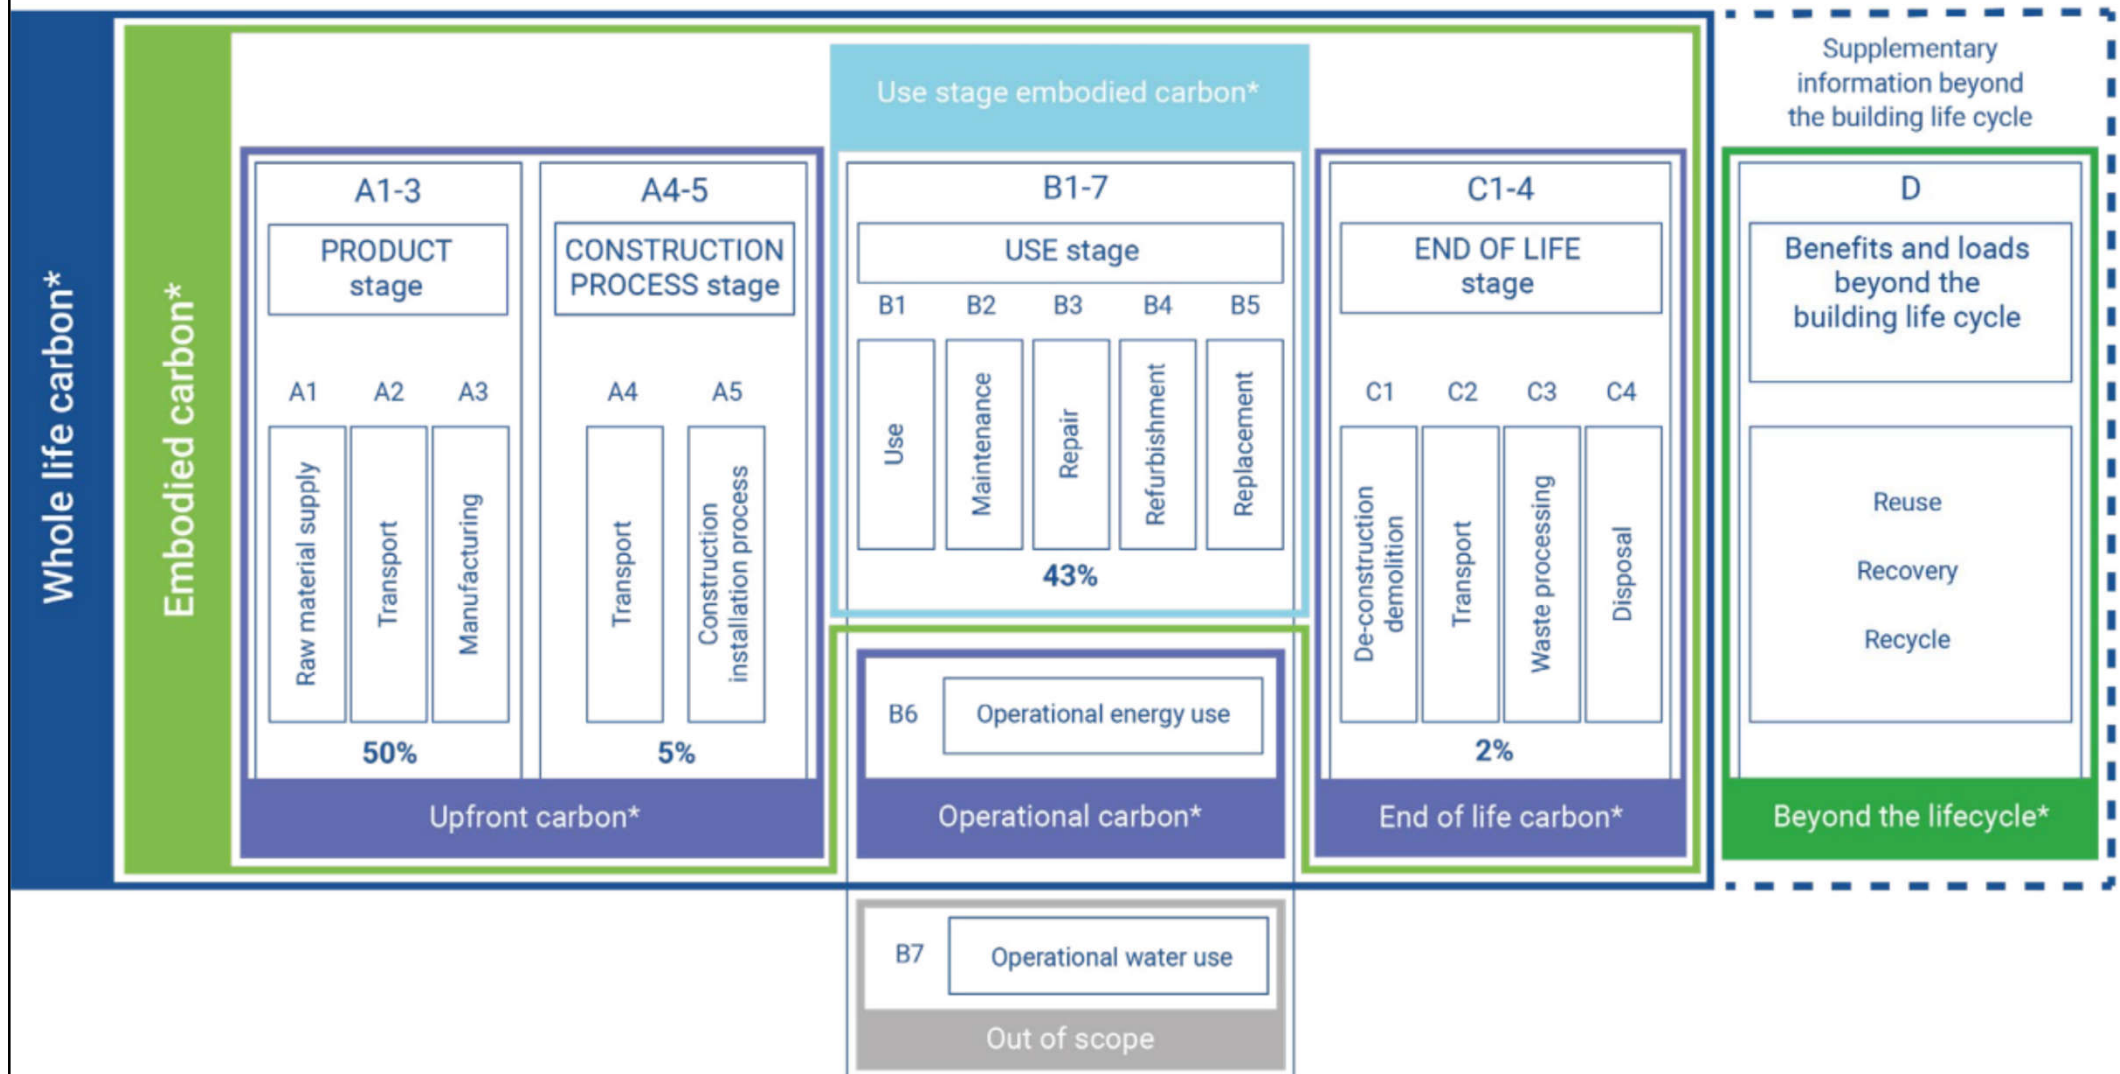 Whole life carbon*
Embodied carbon*
Use stage embodied carbon*
Supplementary
information beyond
the building life cycle
A1-3
PRODUCT
stage
A1
A2
A3
Raw material supply
Transport
Manufacturing
50%
A4-5
CONSTRUCTION
PROCESS stage
A4
A5
Transport
Construction
installation process
5%
Upfront carbon*
B1-7
USE stage
B1
B2
B3
B4
B5
Use
Maintenance
Repair
Refurbishment
Replacement
43%
B6
Operational energy use
Operational carbon*
B7
Operational water use
Out of scope
C1-4
END OF LIFE
stage
C1
C2
C3
C4
De-construction
demolition
Transport
Waste processing
Disposal
2%
End of life carbon*
D
Benefits and loads
beyond the
building life cycle
Reuse
Recovery
Recycle
Beyond the lifecycle*